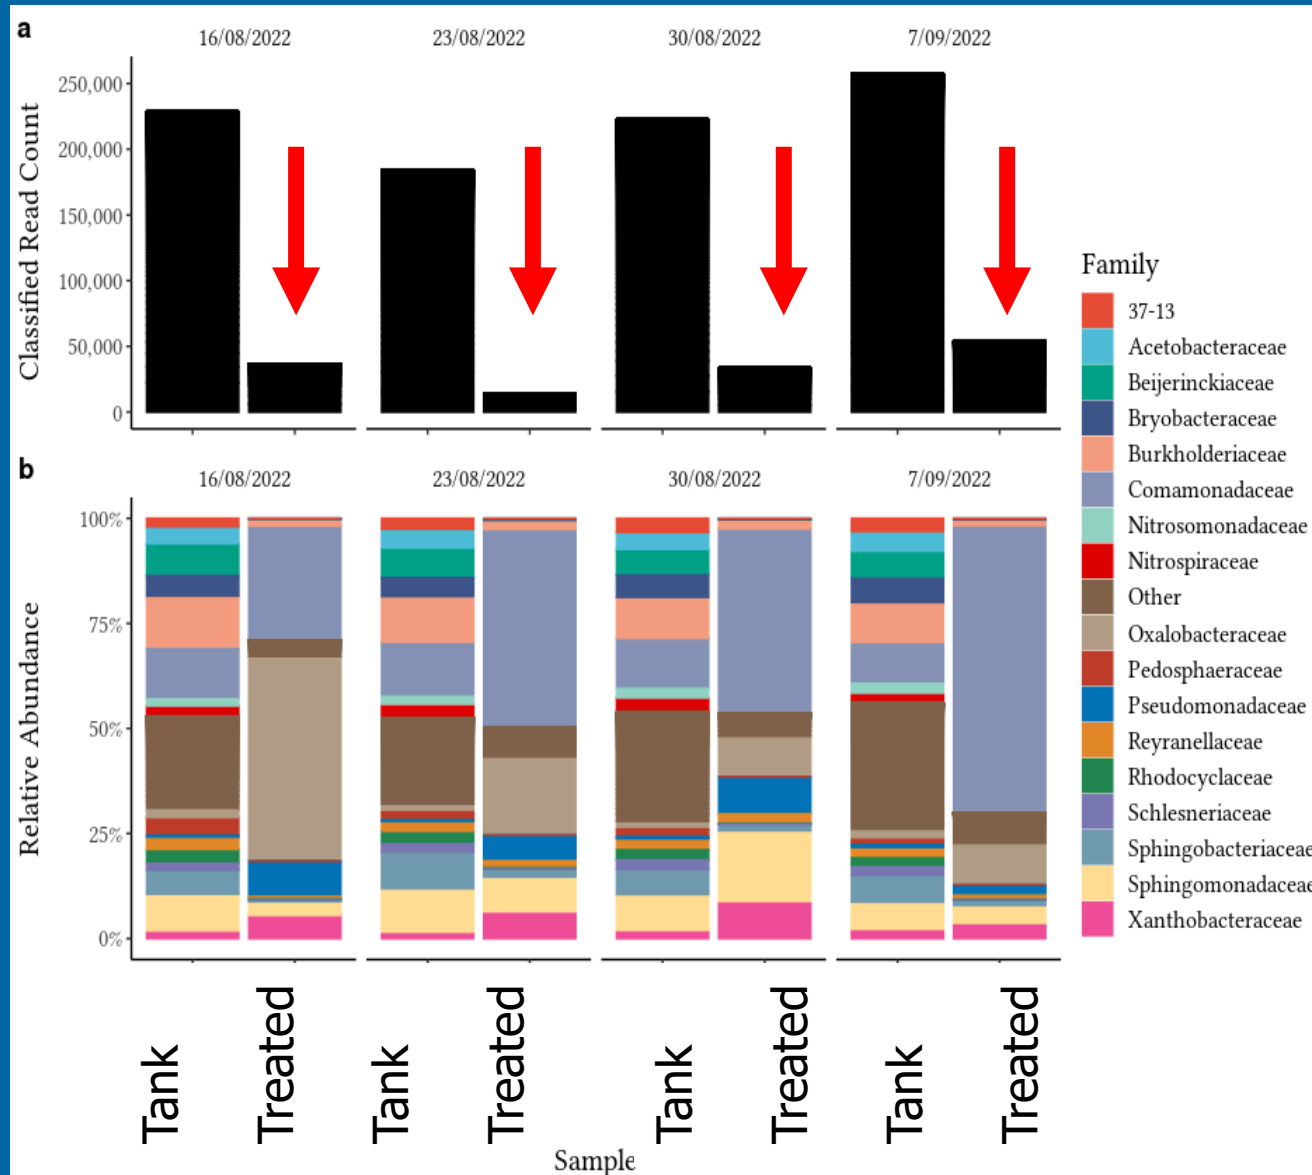 a
16/08/2022 23/08/2022 30/08/2022 7/09/2022
Classified Read Count
250,000
200,000
150,000
100,000
50,000
0
b
16/08/2022 23/08/2022 30/08/2022 7/09/2022
Relative Abundance
100%
75%
50%
25%
0%
Tank Treated Tank Treated Tank Treated Tank Treated
Sample
Family
37-13
Acetobacteraceae
Beijerinckiaceae
Bryobacteraceae
Burkholderiaceae
Comamonadaceae
Nitrosomonadaceae
Nitrospiraceae
Other
Oxalobacteraceae
Pedosphaeraceae
Pseudomonadaceae
Reyranellaceae
Rhodocyclaceae
Schlesneriaceae
Sphingobacteriaceae
Sphingomonadaceae
Xanthobacteraceae